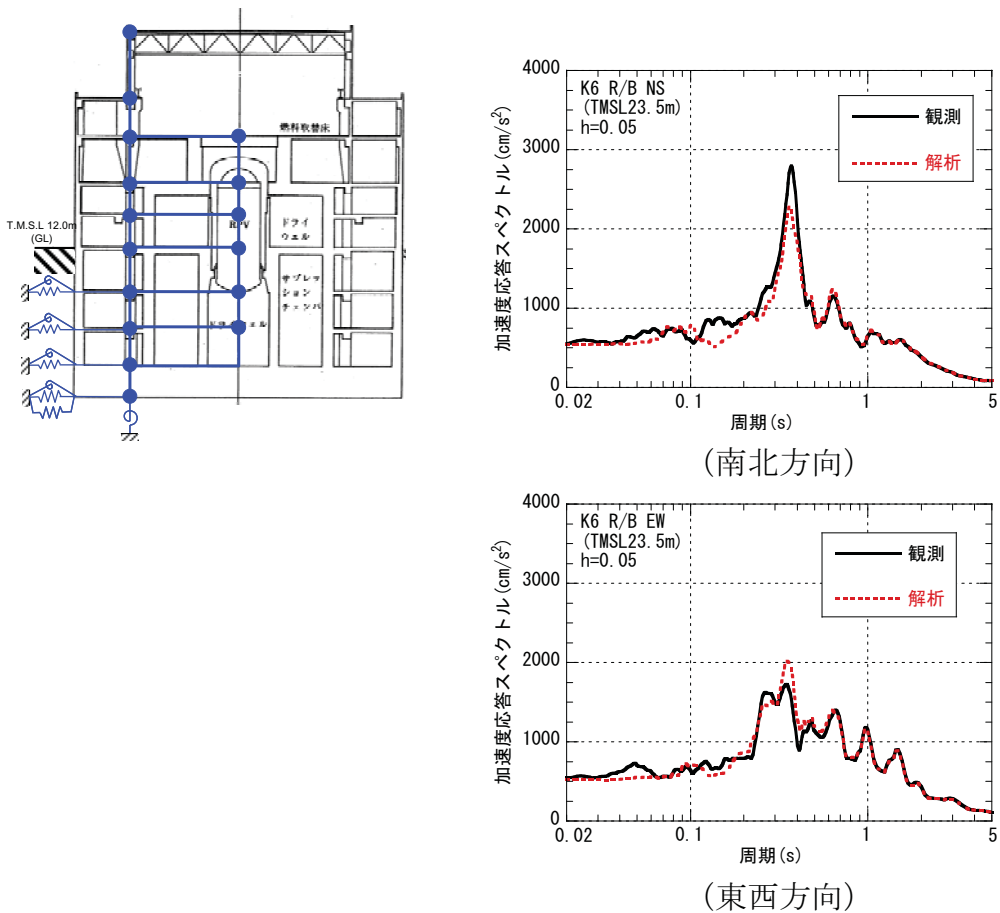 燃料取替床
T.M.S.L 12.0m
(GL)
RPV
ドライ
ウェル
サプレッ
ション
チェンバ
4000
3000
2000
1000
0
加速度応答スペクトル(cm/s²)
K6 R/B NS
(TMSL23.5m)
h=0.05
観測
解析
0.02
0.1
1
5
周期(s)
(南北方向)
4000
3000
2000
1000
0
加速度応答スペクトル(cm/s²)
K6 R/B EW
(TMSL23.5m)
h=0.05
観測
解析
0.02
0.1
1
5
周期(s)
(東西方向)